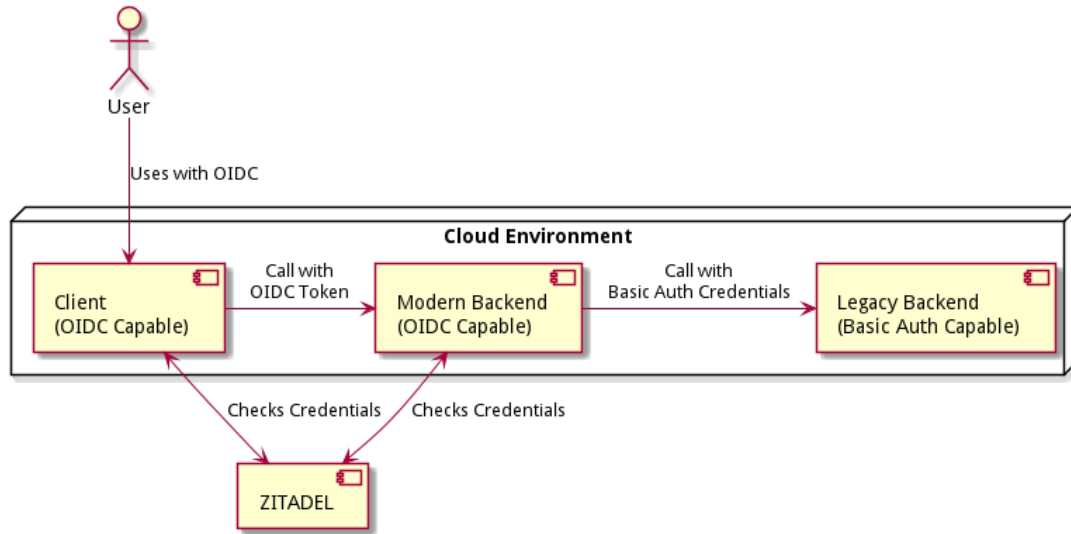 User
Uses with OIDC
Cloud Environment
Client
(OIDC Capable)
Call with
OIDC Token
Modern Backend
(OIDC Capable)
Call with
Basic Auth Credentials
Legacy Backend
(Basic Auth Capable)
Checks Credentials
Checks Credentials
ZITADEL